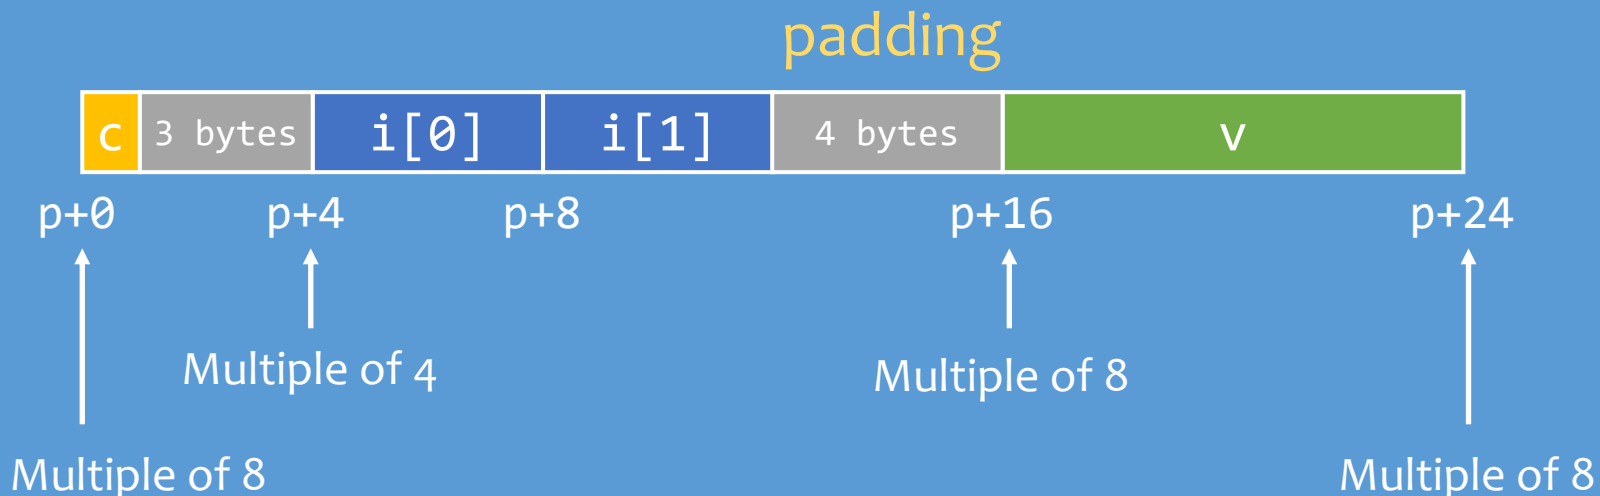 padding
c 3 bytes i[0] i[1] 4 bytes v
p+0 p+4 p+8 p+16 p+24
Multiple of 4 Multiple of 8
Multiple of 8 Multiple of 8